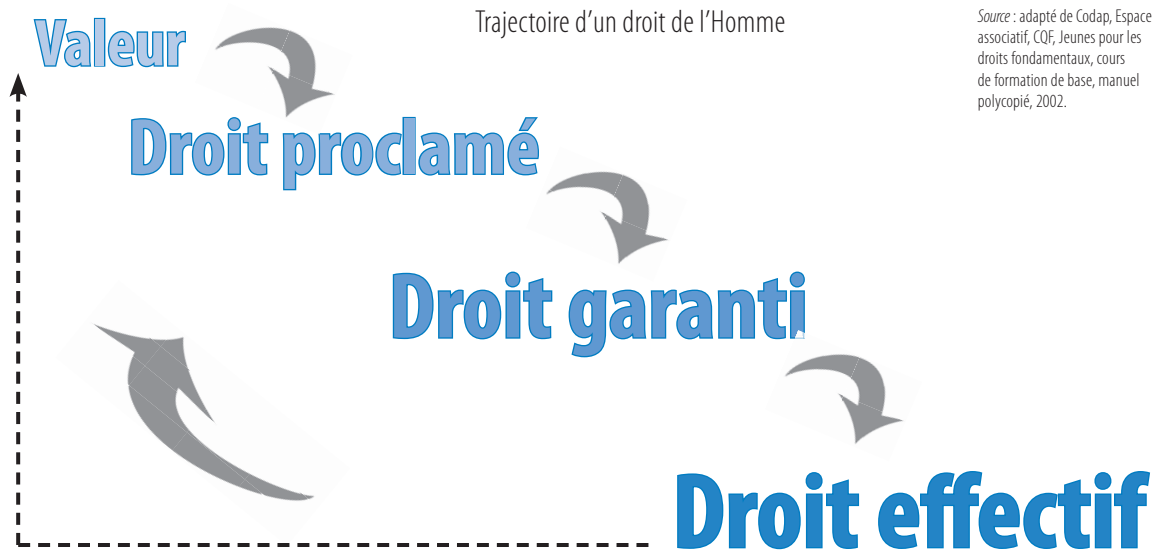 Trajectoire d’un droit de l’Homme
Source : adapté de Codap, Espace
associatif, CQF, Jeunes pour les
droits fondamentaux, cours
de formation de base, manuel
polycopié, 2002.
Valeur
Droit proclamé
Droit garanti
Droit effectif